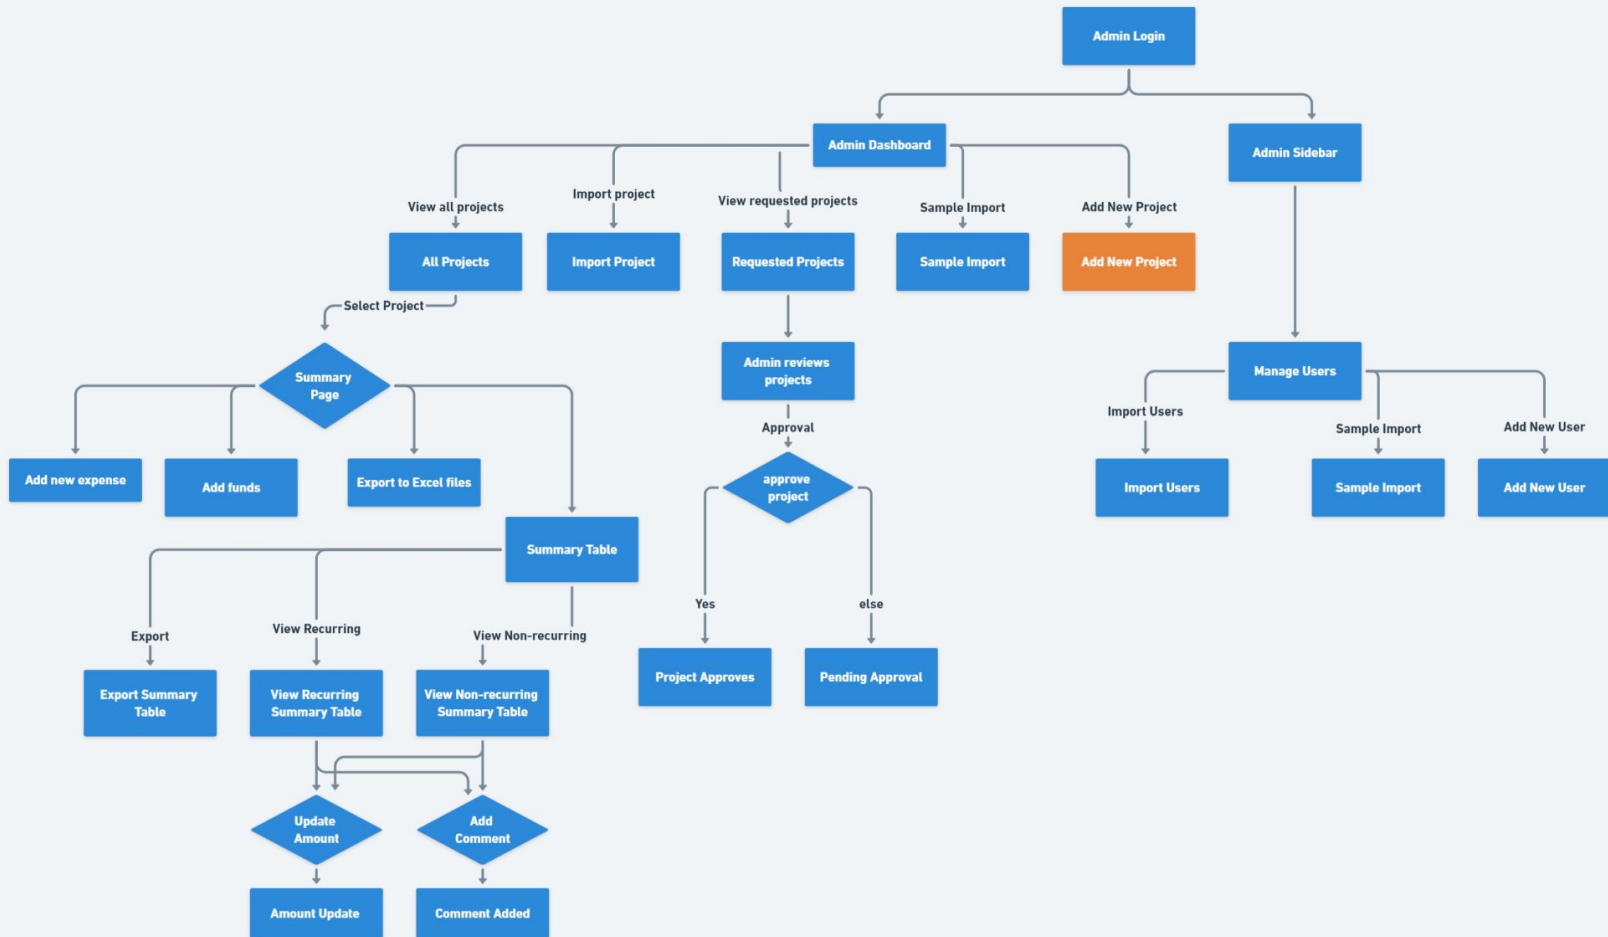 Admin Login
Admin Dashboard
Admin Sidebar
View all projects
Import project
View requested projects
Sample Import
Add New Project
All Projects
Import Project
Requested Projects
Sample Import
Add New Project
Select Project
Summary
Page
Admin reviews
projects
Manage Users
Import Users
Sample Import
Add New User
Approval
Add new expense
Add funds
Export to Excel files
approve
project
Import Users
Sample Import
Add New User
Summary Table
Yes
else
Export
View Recurring
View Non-recurring
Export Summary
Table
View Recurring
Summary Table
View Non-recurring
Summary Table
Project Approves
Pending Approval
Update
Amount
Add
Comment
Amount Update
Comment Added